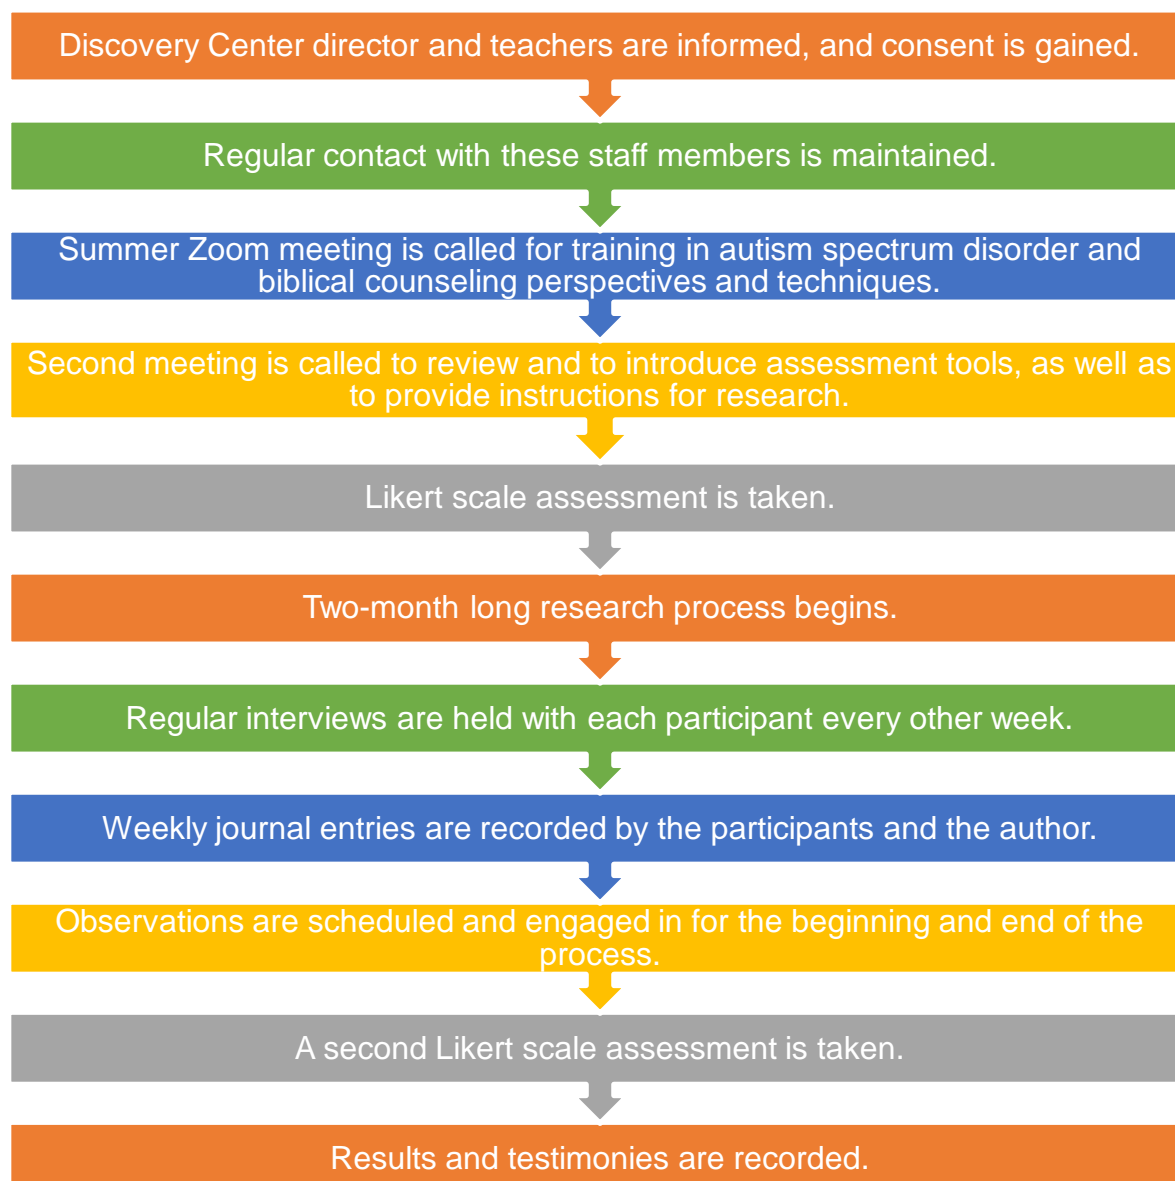 Discovery Center director and teachers are informed, and consent is gained.
Regular contact with these staff members is maintained.
Summer Zoom meeting is called for training in autism spectrum disorder and
biblical counseling perspectives and techniques.
Second meeting is called to review and to introduce assessment tools, as well as
to provide instructions for research.
Likert scale assessment is taken.
Two-month long research process begins.
Regular interviews are held with each participant every other week.
Weekly journal entries are recorded by the participants and the author.
Observations are scheduled and engaged in for the beginning and end of the
process.
A second Likert scale assessment is taken.
Results and testimonies are recorded.